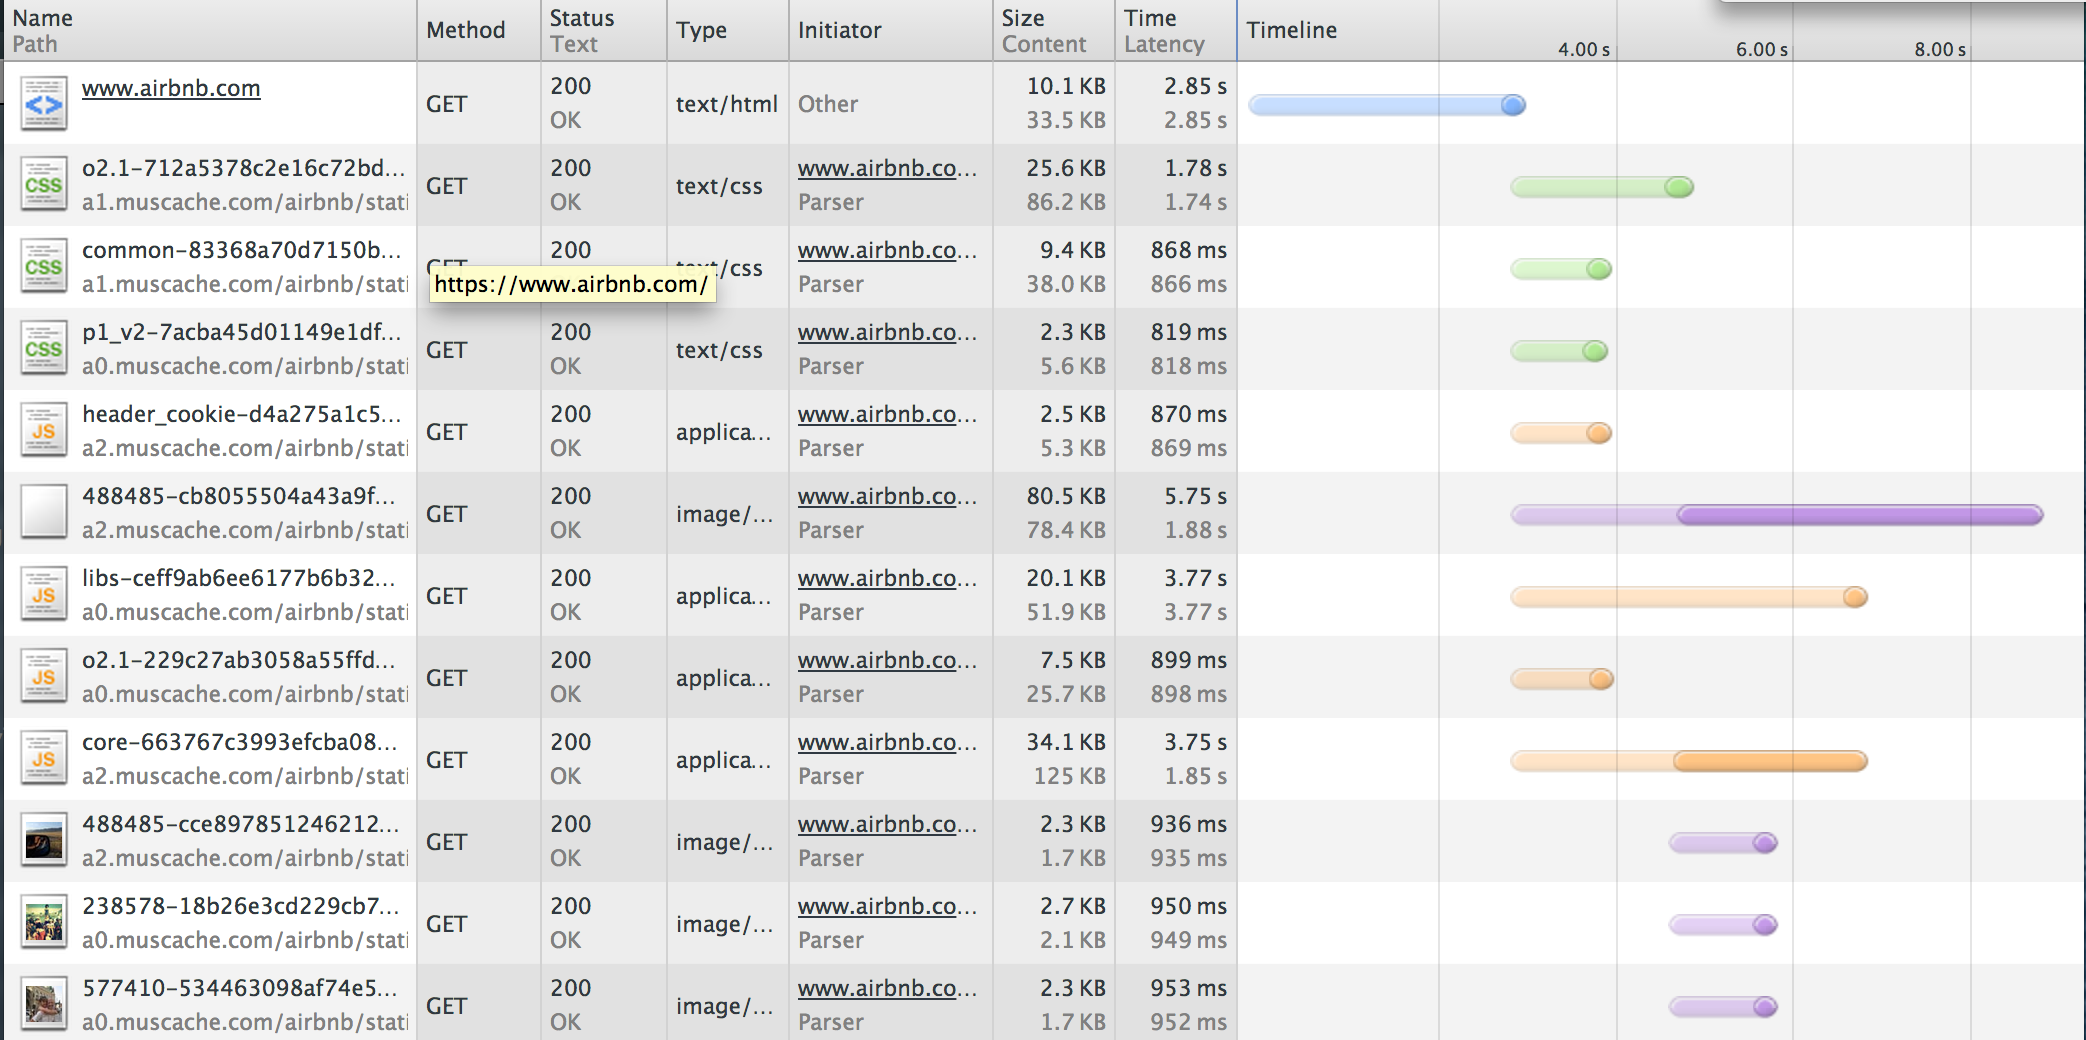 Name Method Status Type Initiator Size Time Timeline
Path Text Content Latency 4.00 s 6.00 s 8.00 s
www.airbnb.com GET 200 text/html Other 10.1 KB 2.85 s
OK 33.5 KB 2.85 s
o2.1-712a5378c2e16c72bd... GET 200 text/css www.airbnb.co... 25.6 KB 1.78 s
a1.muscache.com/airbnb/stati OK Parser 86.2 KB 1.74 s
common-83368a70d7150b... GET 200 text/css www.airbnb.co... 9.4 KB 868 ms
a1.muscache.com/airbnb/stati Parser 38.0 KB 866 ms
https://www.airbnb.com/
p1_v2-7acba45d01149e1df... GET 200 text/css www.airbnb.co... 2.3 KB 819 ms
a0.muscache.com/airbnb/stati OK Parser 5.6 KB 818 ms
header_cookie-d4a275a1c5... GET 200 applica... www.airbnb.co... 2.5 KB 870 ms
a2.muscache.com/airbnb/stati OK Parser 5.3 KB 869 ms
488485-cb8055504a43a9f... GET 200 image/... www.airbnb.co... 80.5 KB 5.75 s
a2.muscache.com/airbnb/stati OK Parser 78.4 KB 1.88 s
libs-ceff9ab6ee6177b6b32... GET 200 applica... www.airbnb.co... 20.1 KB 3.77 s
a0.muscache.com/airbnb/stati OK Parser 51.9 KB 3.77 s
o2.1-229c27ab3058a55ffd... GET 200 applica... www.airbnb.co... 7.5 KB 899 ms
a0.muscache.com/airbnb/stati OK Parser 25.7 KB 898 ms
core-663767c3993efcba08... GET 200 applica... www.airbnb.co... 34.1 KB 3.75 s
a2.muscache.com/airbnb/stati OK Parser 125 KB 1.85 s
488485-cce897851246212... GET 200 image/... www.airbnb.co... 2.3 KB 936 ms
a2.muscache.com/airbnb/stati OK Parser 1.7 KB 935 ms
238578-18b26e3cd229cb7... GET 200 image/... www.airbnb.co... 2.7 KB 950 ms
a0.muscache.com/airbnb/stati OK Parser 2.1 KB 949 ms
577410-534463098af74e5... GET 200 image/... www.airbnb.co... 2.3 KB 953 ms
a0.muscache.com/airbnb/stati OK Parser 1.7 KB 952 ms